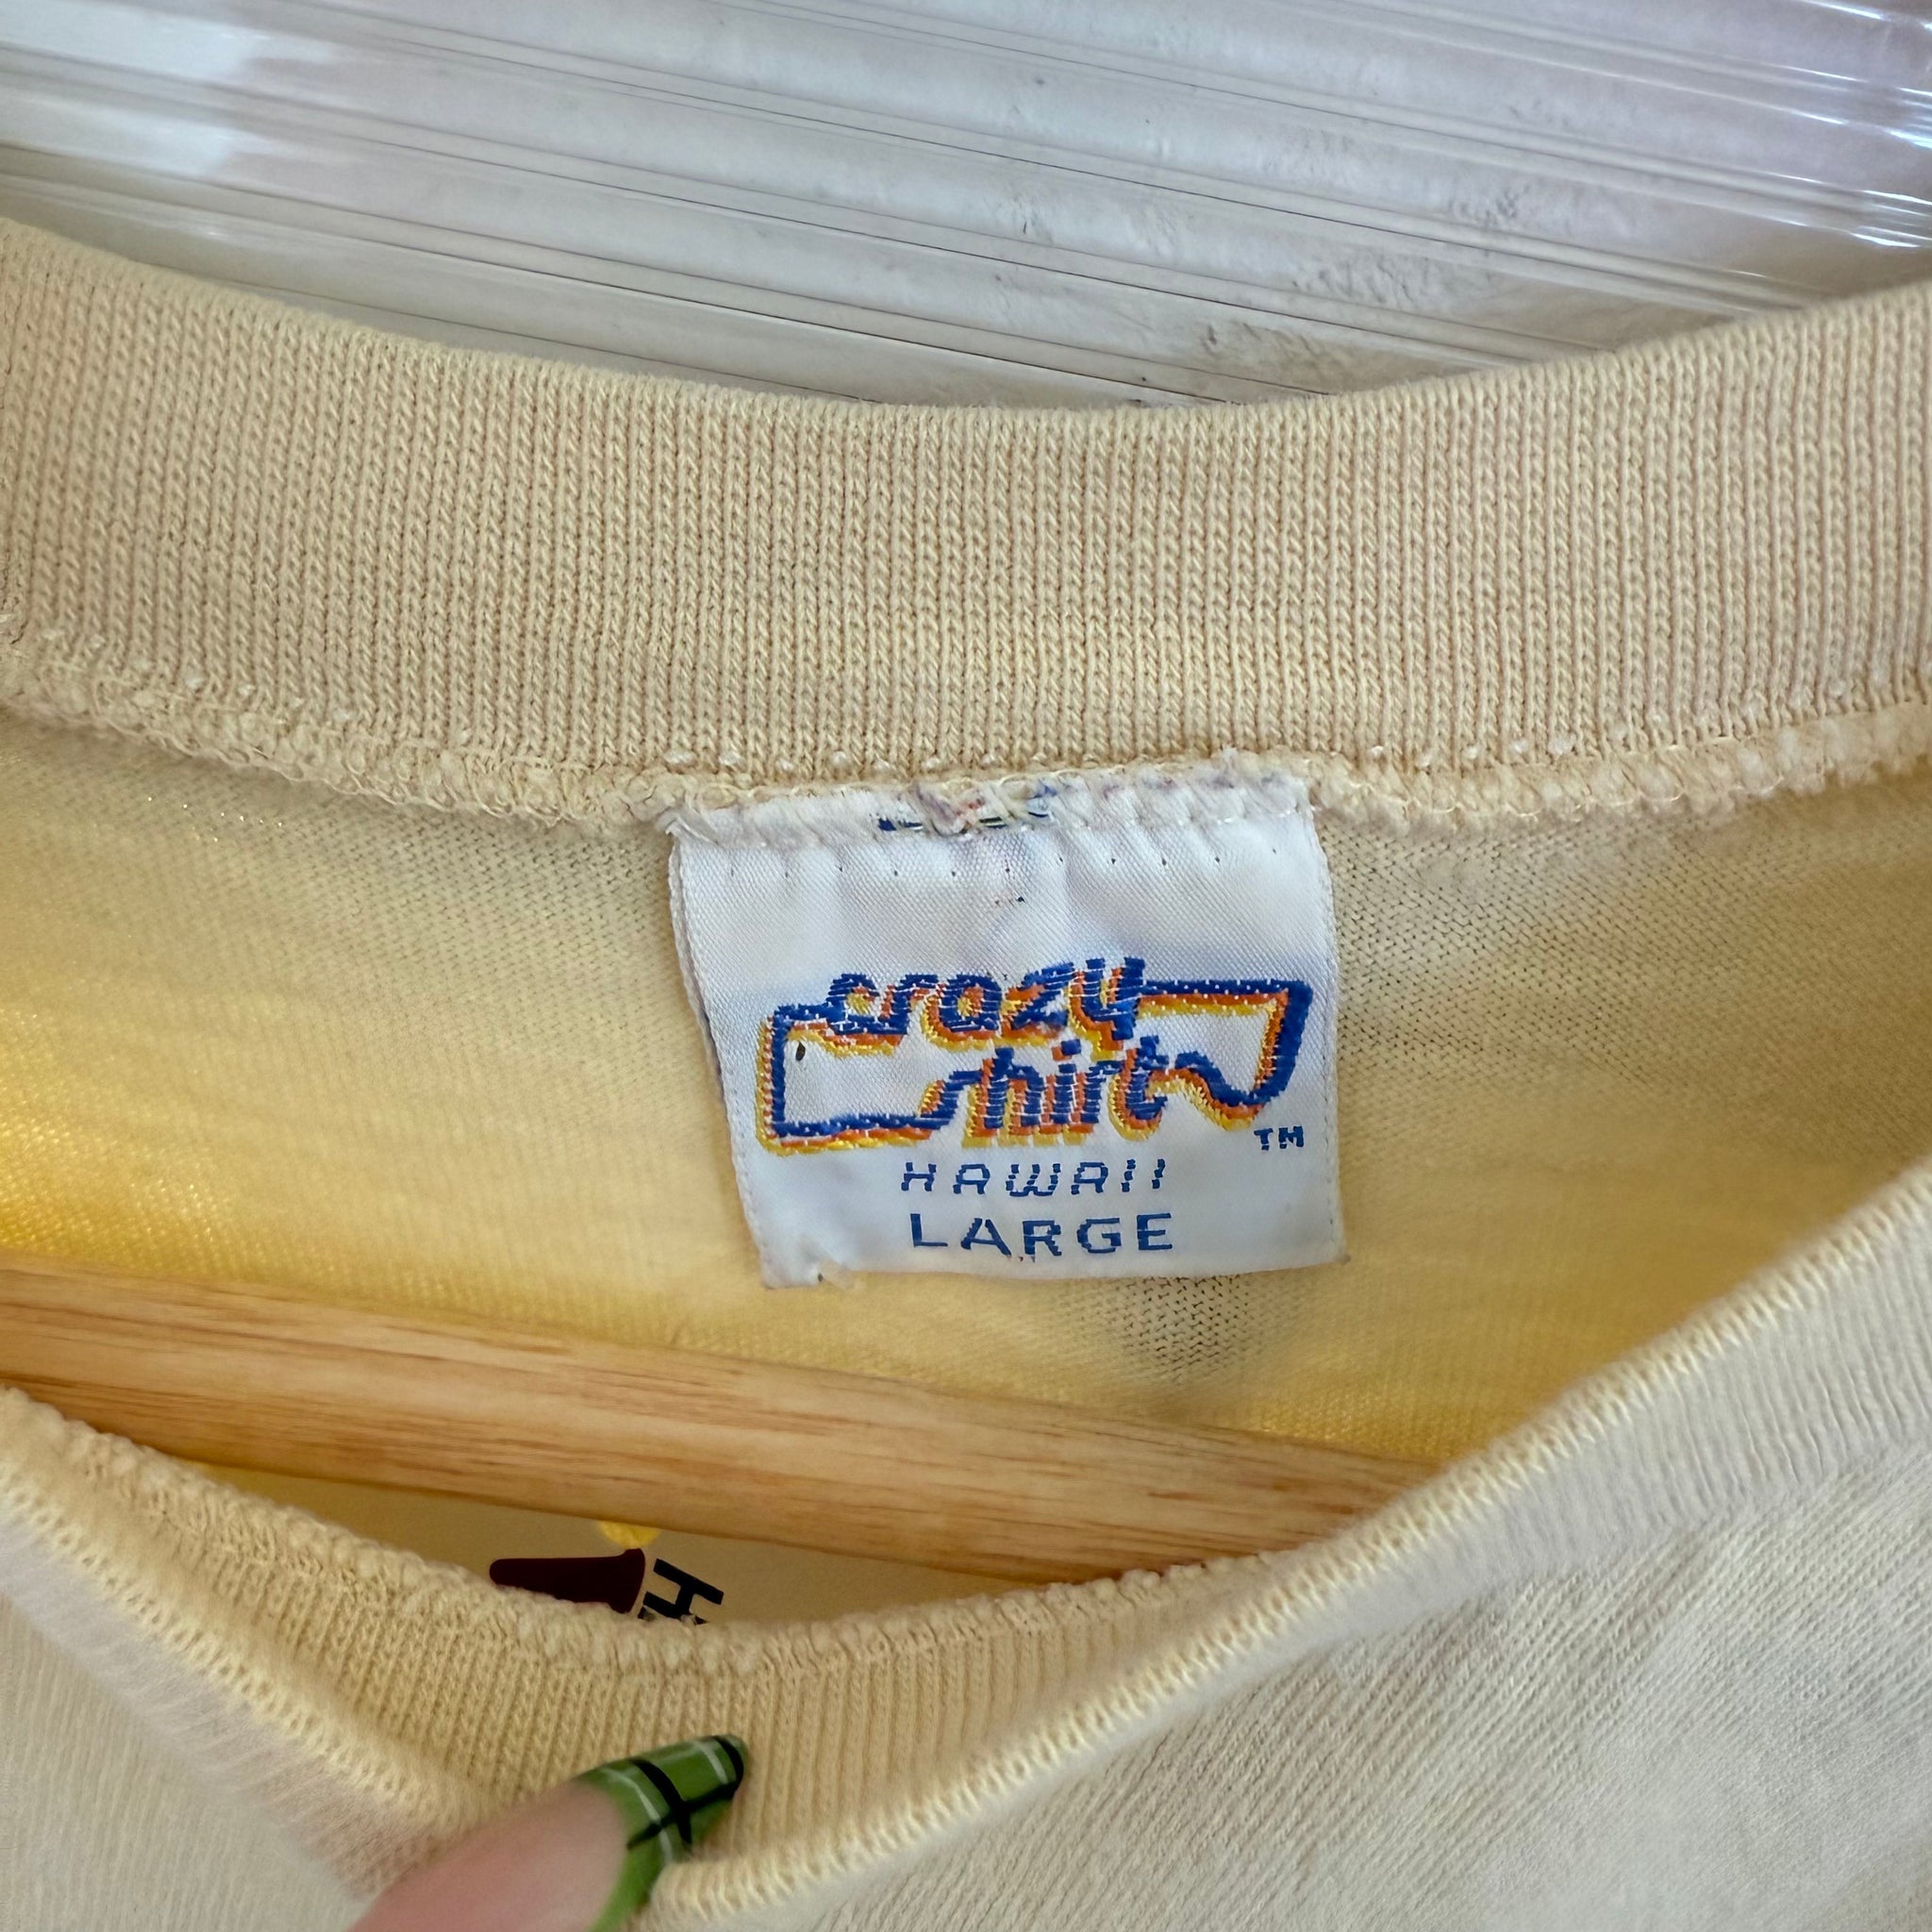 crazy
shirt
TM
HAWAII
LARGE
H